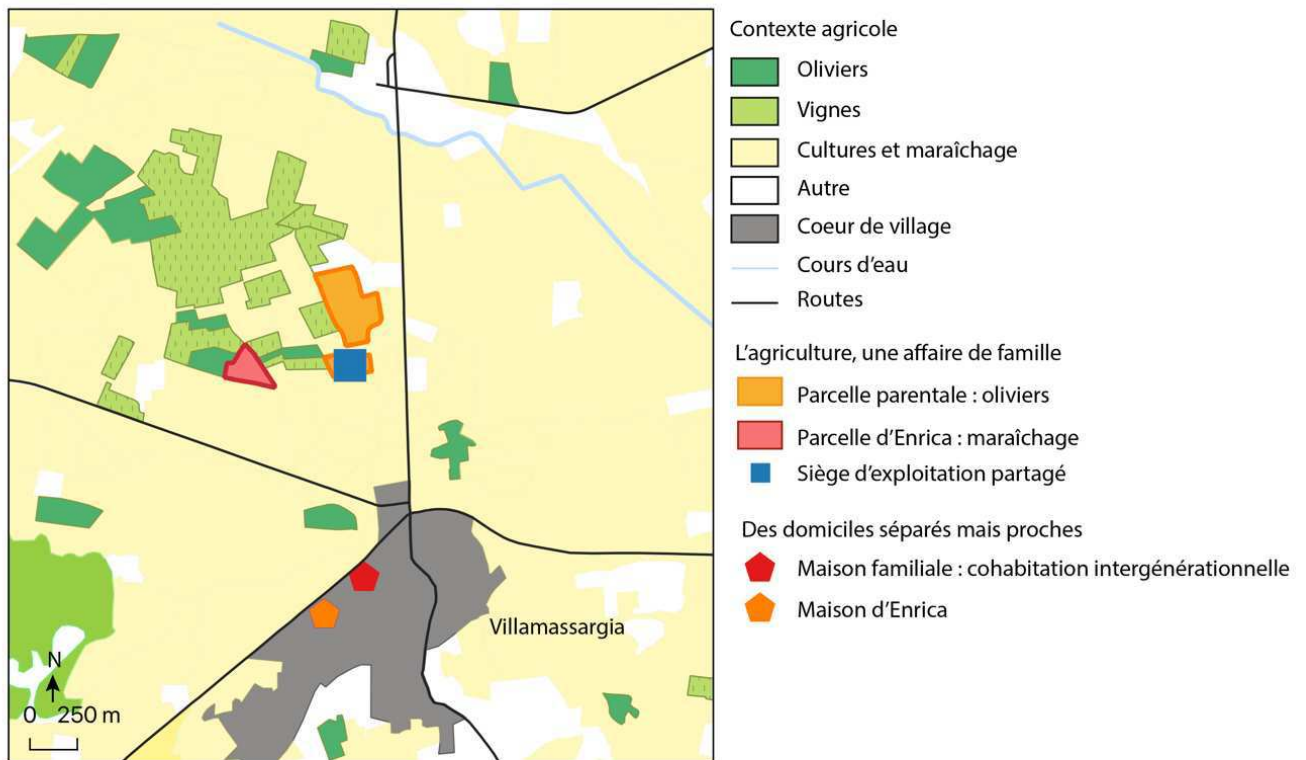 Contexte agricole
Oliviers
Vignes
Cultures et maraîchage
Autre
Coeur de village
Cours d'eau
Routes
L'agriculture, une affaire de famille
Parcelle parentale : oliviers
Parcelle d'Enrica : maraîchage
Siège d'exploitation partagé
Des domiciles séparés mais proches
Maison familiale : cohabitation intergénérationnelle
Maison d'Enrica
Villamassargia
N
0 250 m